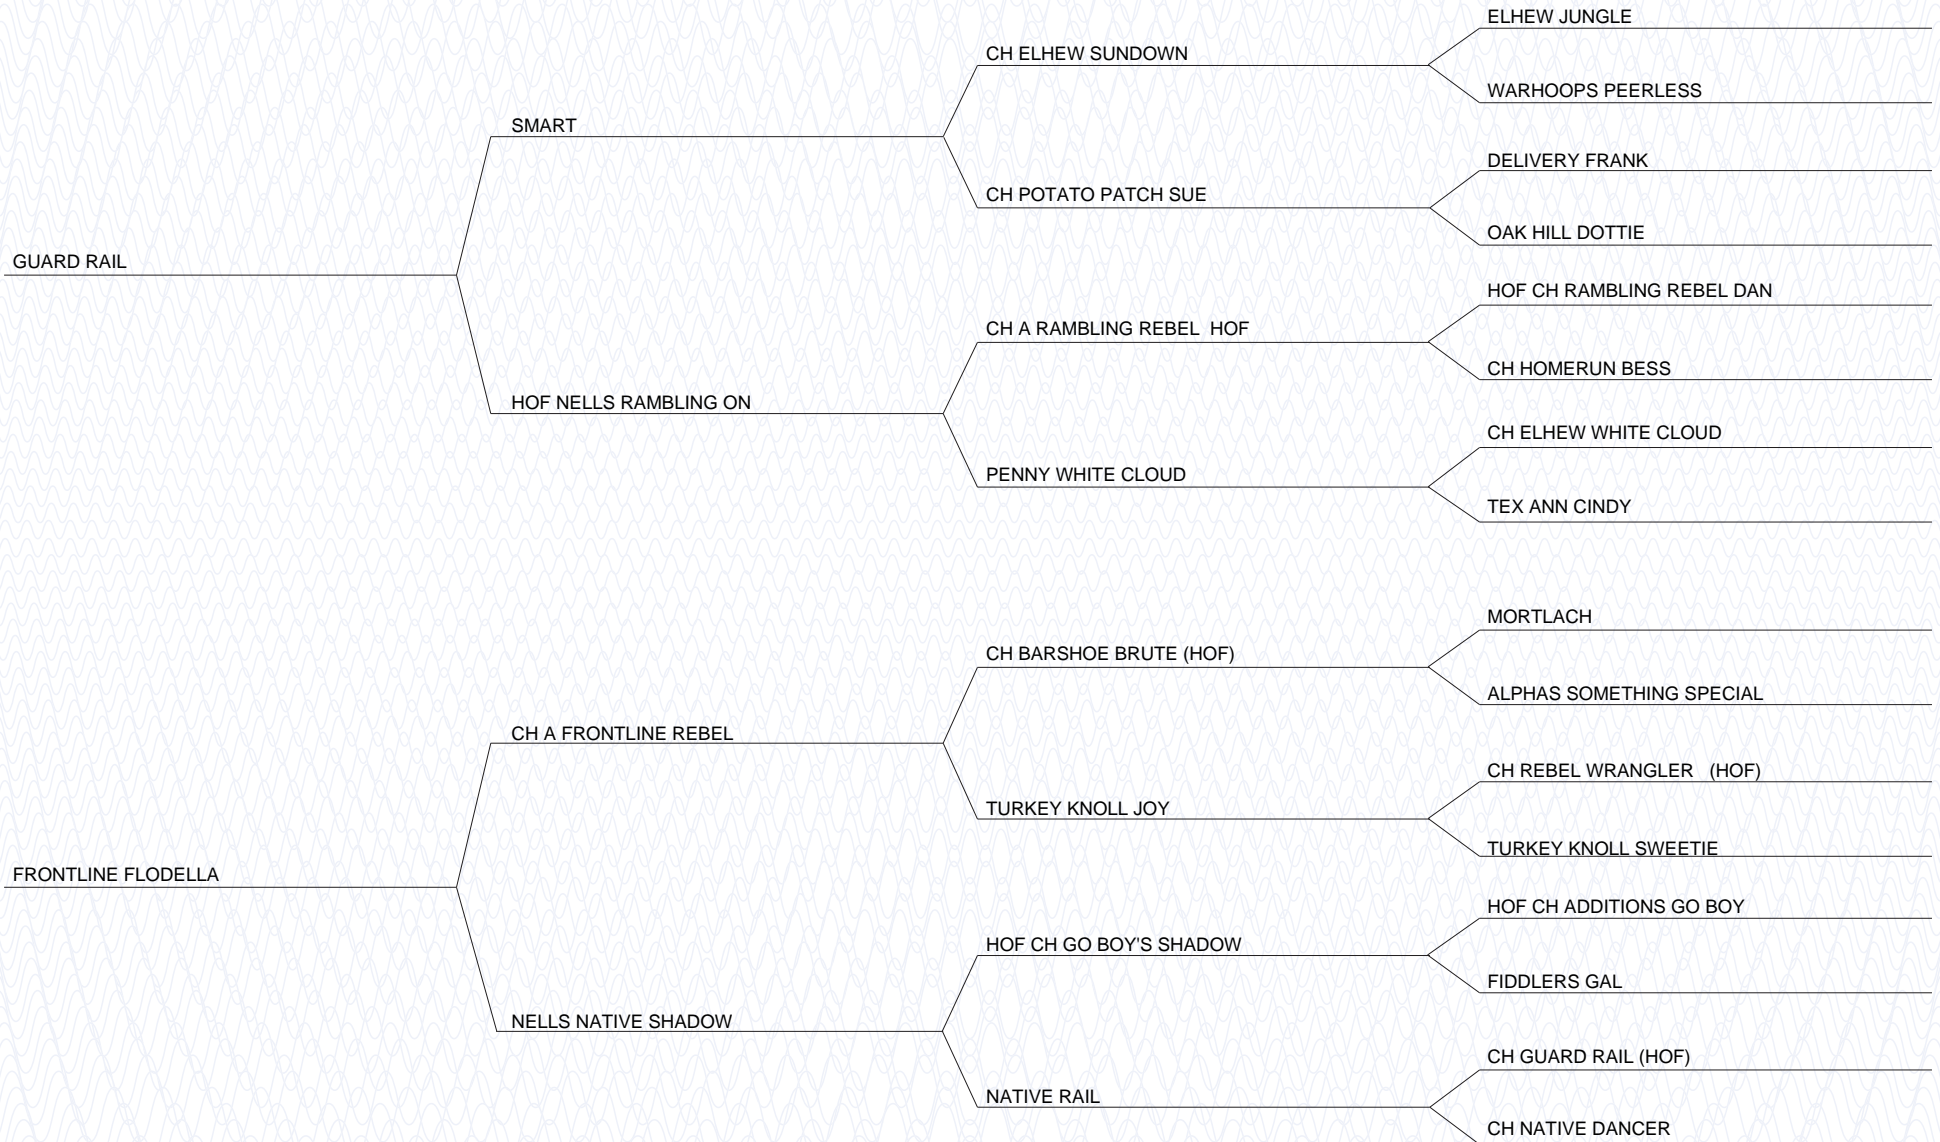 ELHEW JUNGLE
CH ELHEW SUNDOWN
WARHOOPS PEERLESS
SMART
DELIVERY FRANK
CH POTATO PATCH SUE
OAK HILL DOTTIE
GUARD RAIL
HOF CH RAMBLING REBEL DAN
CH A RAMBLING REBEL  HOF
CH HOMERUN BESS
HOF NELLS RAMBLING ON
CH ELHEW WHITE CLOUD
PENNY WHITE CLOUD
TEX ANN CINDY
MORTLACH
CH BARSHOE BRUTE (HOF)
ALPHAS SOMETHING SPECIAL
CH A FRONTLINE REBEL
CH REBEL WRANGLER   (HOF)
TURKEY KNOLL JOY
TURKEY KNOLL SWEETIE
FRONTLINE FLODELLA
HOF CH ADDITIONS GO BOY
HOF CH GO BOY'S SHADOW
FIDDLERS GAL
NELLS NATIVE SHADOW
CH GUARD RAIL (HOF)
NATIVE RAIL
CH NATIVE DANCER